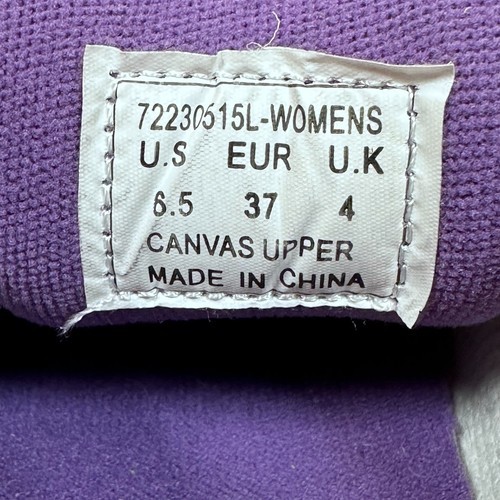 72230515L-WOMENS
U.S EUR U.K
6.5 37 4
CANVAS UPPER
MADE IN CHINA